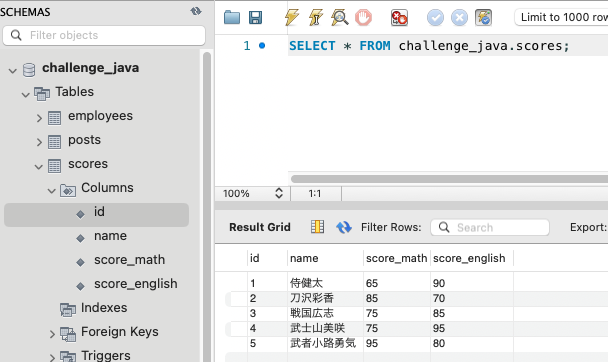 SCHEMAS
Filter objects
challenge_java
Tables
employees
posts
scores
Columns
id
name
score_math
score_english
Indexes
Foreign Keys
Triggers
Limit to 1000 row
1 SELECT * FROM challenge_java.scores;
100% 1:1
Result Grid Filter Rows: Search Export:
id name score_math score_english
1 侍健太 65 90
2 刀沢彩香 85 70
3 戦国広志 75 85
4 武士山美咲 75 95
5 武者小路勇気 95 80